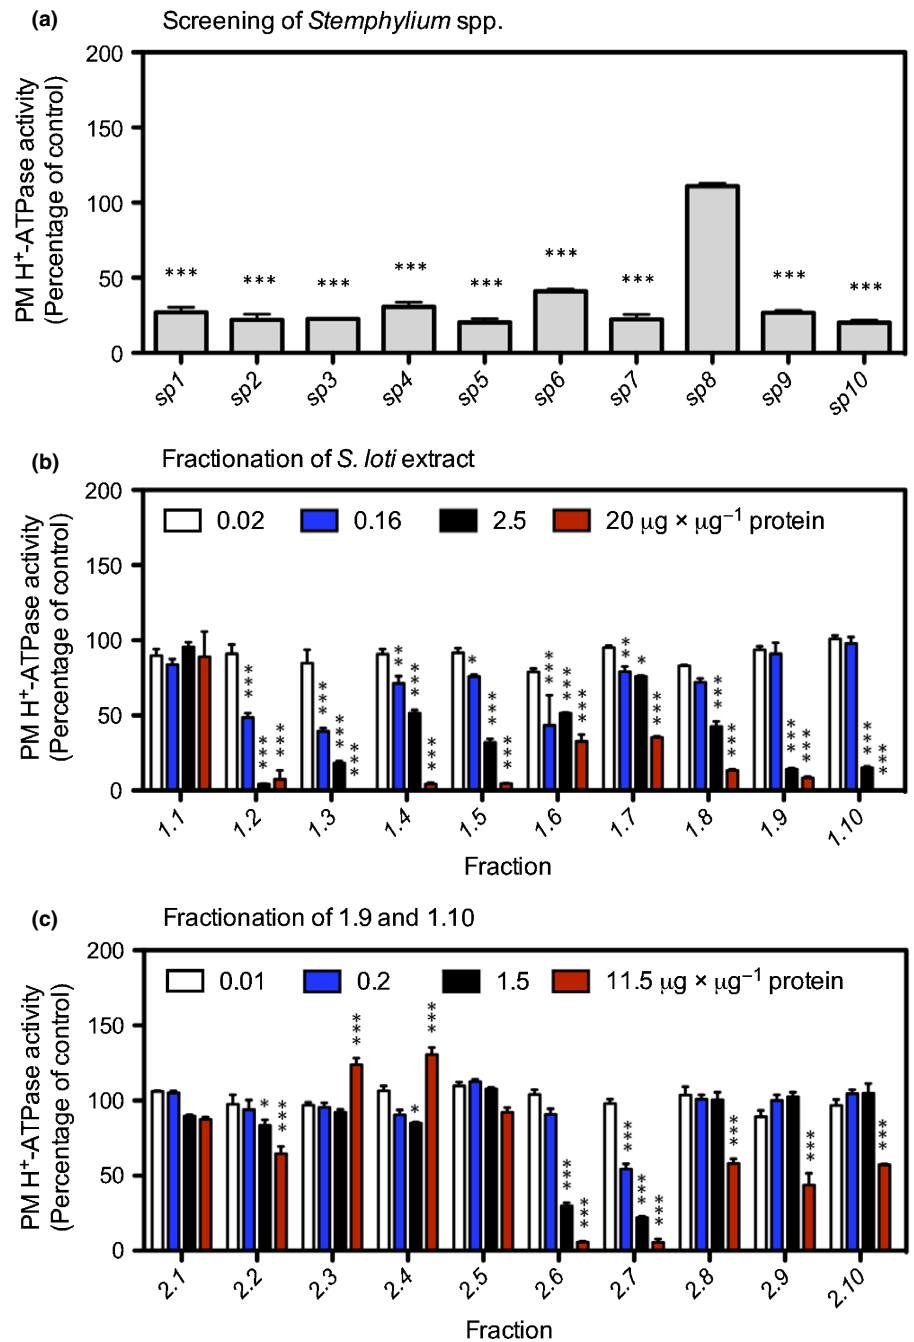 (a) Screening of Stemphylium spp.
PM H⁺-ATPase activity
(Percentage of control)
200
150
100
50
0
*** *** *** *** *** *** *** *** ***
sp1 sp2 sp3 sp4 sp5 sp6 sp7 sp8 sp9 sp10
(b) Fractionation of S. loti extract
PM H⁺-ATPase activity
(Percentage of control)
200
150
100
50
0
0.02 0.16 2.5 20 µg × µg⁻¹ protein
*** *** ***
*** *** ***
** *** ***
* *** ***
*** *** ***
** * ***
*** ***
*** ***
*** ***
1.1 1.2 1.3 1.4 1.5 1.6 1.7 1.8 1.9 1.10
Fraction
(c) Fractionation of 1.9 and 1.10
PM H⁺-ATPase activity
(Percentage of control)
200
150
100
50
0
0.01 0.2 1.5 11.5 µg × µg⁻¹ protein
* ***
***
* ***
*** ***
*** *** ***
***
***
***
2.1 2.2 2.3 2.4 2.5 2.6 2.7 2.8 2.9 2.10
Fraction